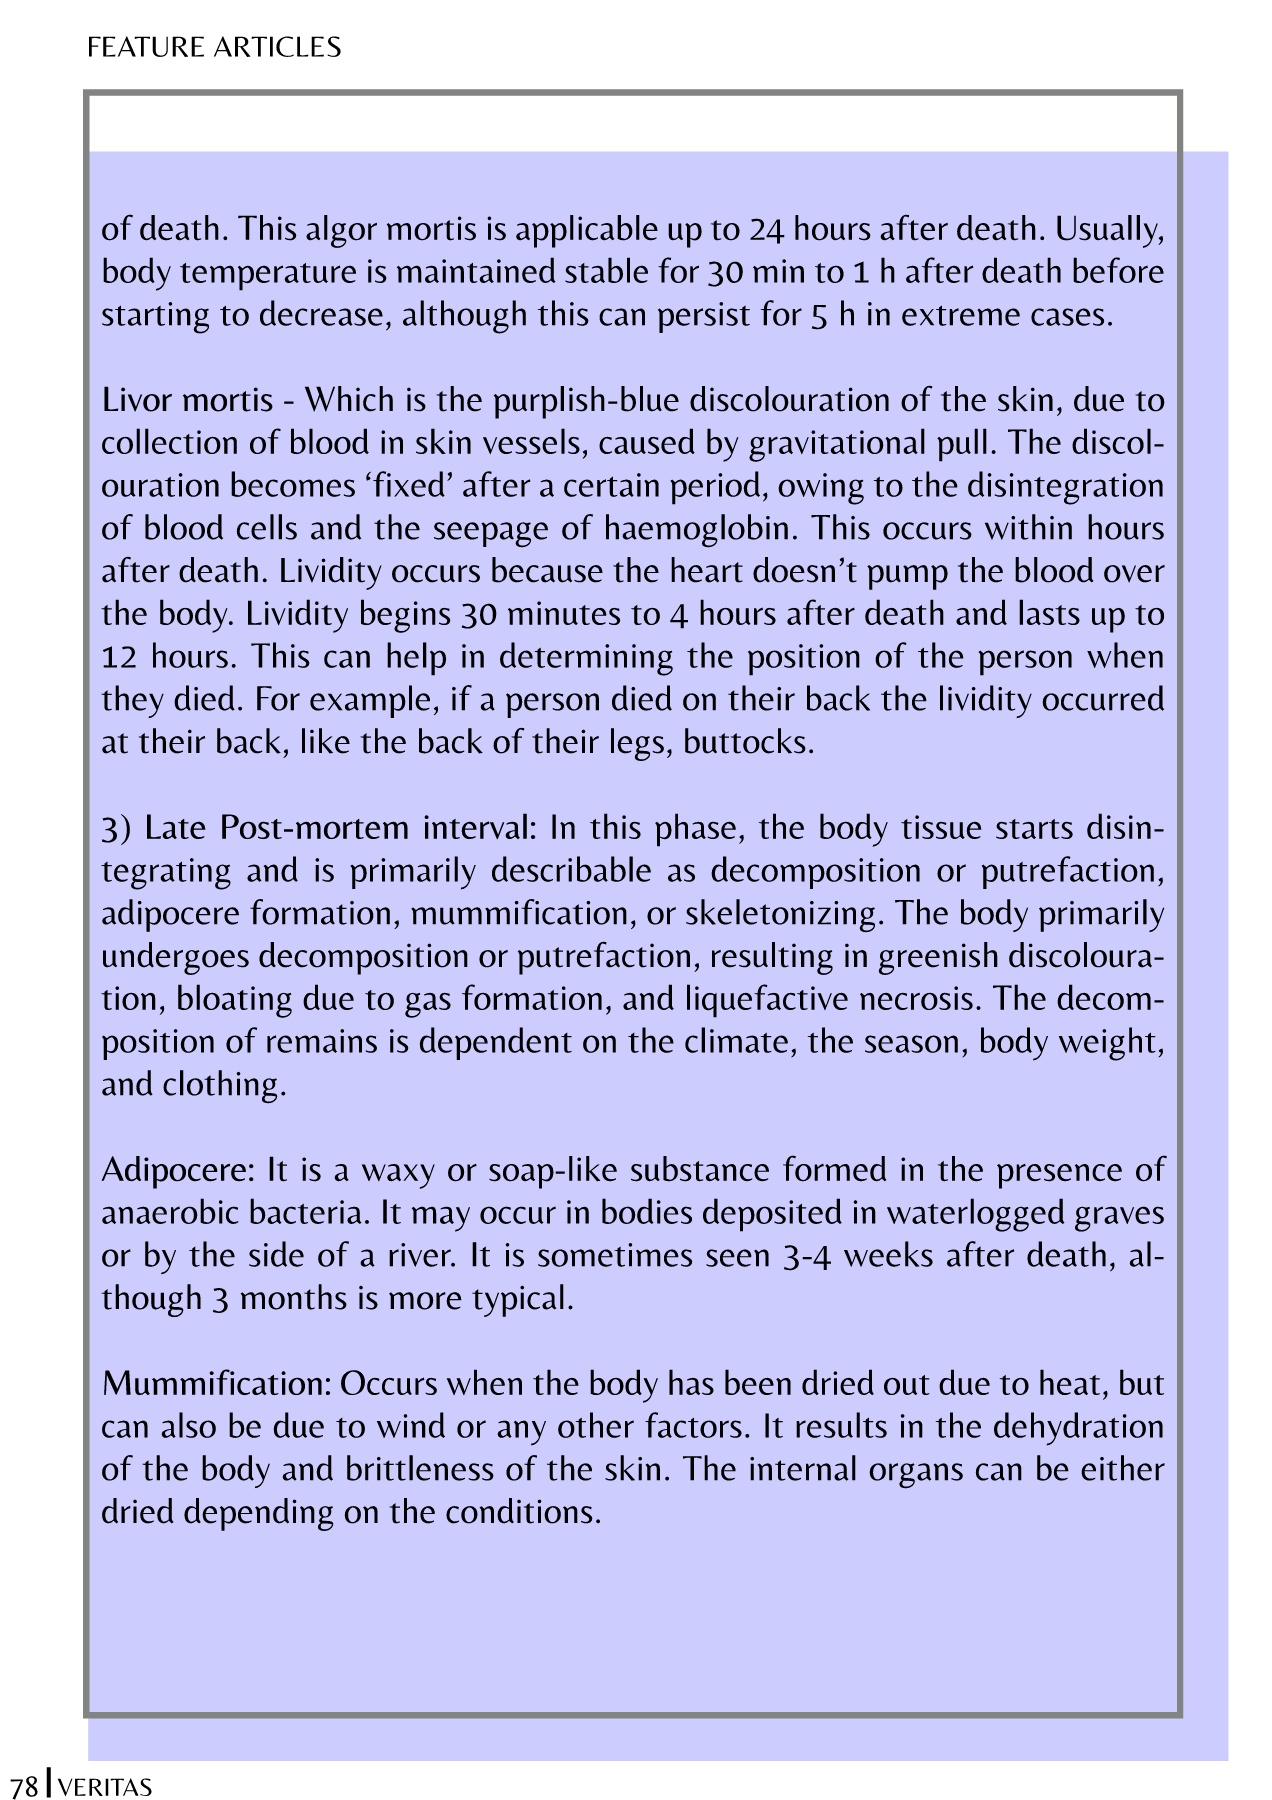 FEATURE ARTICLES
of death. This algor mortis is applicable up to 24 hours after death. Usually,
body temperature is maintained stable for 30 min to 1 h after death before
starting to decrease, although this can persist for 5 h in extreme cases.
Livor mortis - Which is the purplish-blue discolouration of the skin, due to
collection of blood in skin vessels, caused by gravitational pull. The discol-
ouration becomes ‘fixed’ after a certain period, owing to the disintegration
of blood cells and the seepage of haemoglobin. This occurs within hours
after death. Lividity occurs because the heart doesn’t pump the blood over
the body. Lividity begins 30 minutes to 4 hours after death and lasts up to
12 hours. This can help in determining the position of the person when
they died. For example, if a person died on their back the lividity occurred
at their back, like the back of their legs, buttocks.
3) Late Post-mortem interval: In this phase, the body tissue starts disin-
tegrating and is primarily describable as decomposition or putrefaction,
adipocere formation, mummification, or skeletonizing. The body primarily
undergoes decomposition or putrefaction, resulting in greenish discoloura-
tion, bloating due to gas formation, and liquefactive necrosis. The decom-
position of remains is dependent on the climate, the season, body weight,
and clothing.
Adipocere: It is a waxy or soap-like substance formed in the presence of
anaerobic bacteria. It may occur in bodies deposited in waterlogged graves
or by the side of a river. It is sometimes seen 3-4 weeks after death, al-
though 3 months is more typical.
Mummification: Occurs when the body has been dried out due to heat, but
can also be due to wind or any other factors. It results in the dehydration
of the body and brittleness of the skin. The internal organs can be either
dried depending on the conditions.
78 | VERITAS